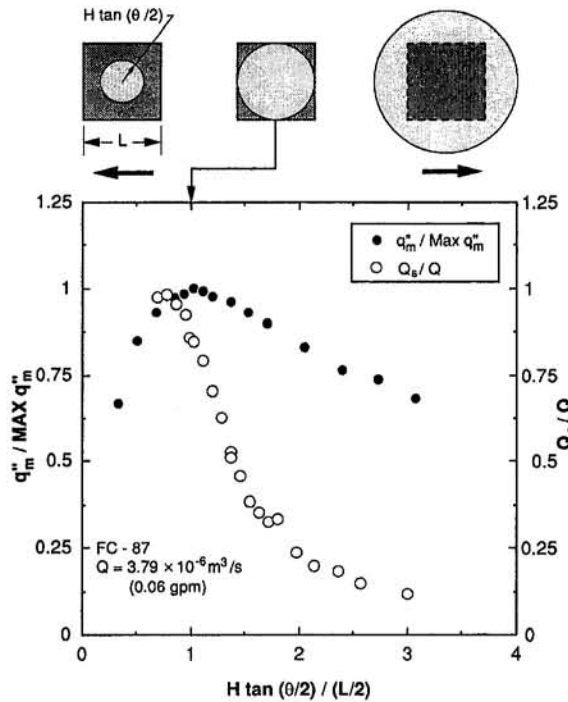 H tan (θ /2)
L
1.25
1
0.75
0.5
0.25
0
q"m / MAX q"m
1.25
1
0.75
0.5
0.25
0
Qs / Q
q"m / Max q"m
Qs / Q
FC - 87
Q = 3.79 × 10-6 m3/s
(0.06 gpm)
0 1 2 3 4
H tan (θ/2) / (L/2)